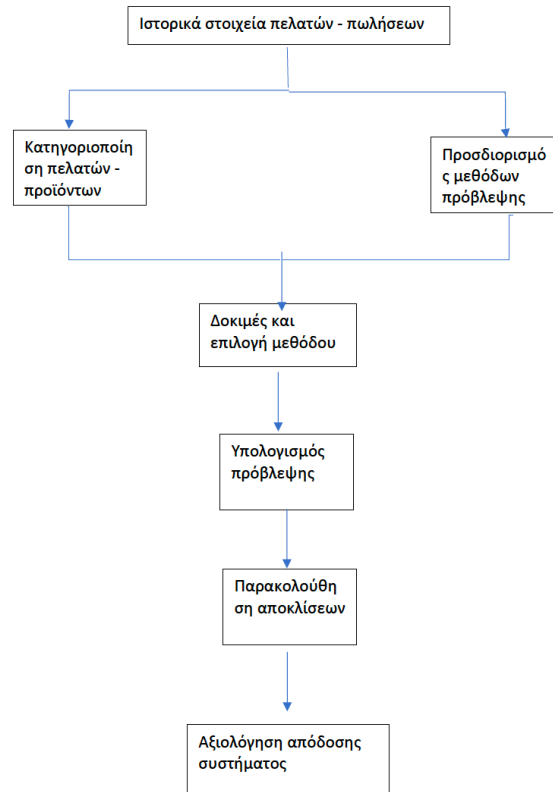 Ιστορικά στοιχεία πελατών - πωλήσεων
Κατηγοριοποίη
ση πελατών -
προϊόντων
Προσδιορισμό
ς μεθόδων
πρόβλεψης
Δοκιμές και
επιλογή μεθόδου
Υπολογισμός
πρόβλεψης
Παρακολούθη
ση αποκλίσεων
Αξιολόγηση απόδοσης
συστήματος